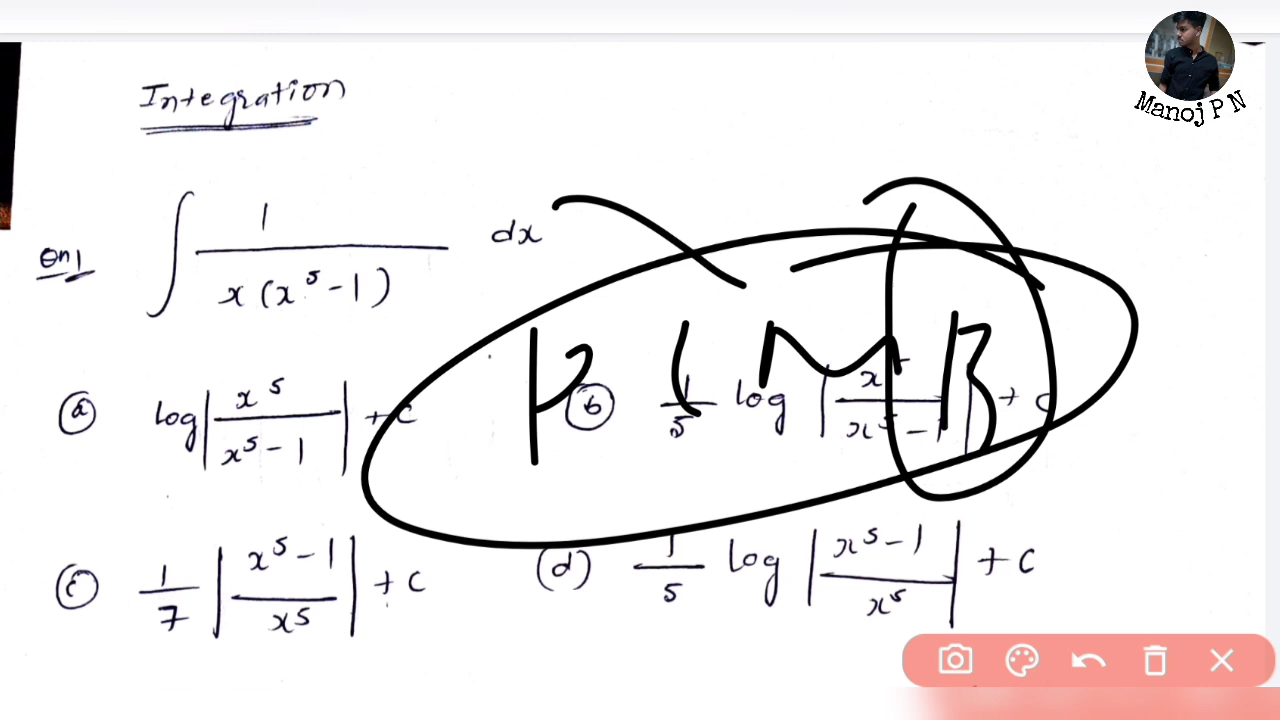 Manoj P N
Integration
Qn1 ∫ 1 / x(x⁵-1) dx
ⓐ log |x⁵ / x⁵-1| + c
ⓑ 1/5 log |x⁵ / x⁵-1| + c
ⓒ 1/7 |x⁵-1 / x⁵| + c
(d) 1/5 log |x⁵-1 / x⁵| + c